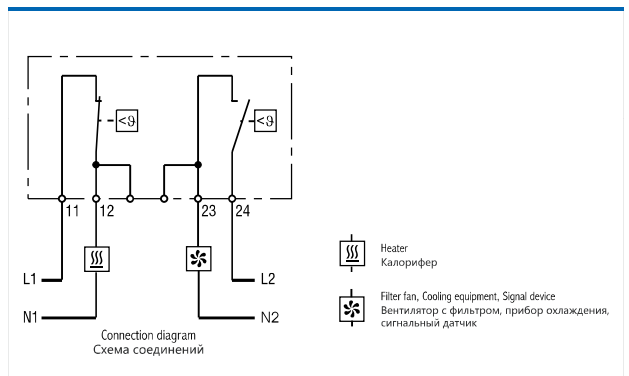 <ϑ
<ϑ
11
12
23
24
L1
L2
N1
N2
Connection diagram
Схема соединений
Heater
Калорифер
Filter fan, Cooling equipment, Signal device
Вентилятор с фильтром, прибор охлаждения,
сигнальный датчик